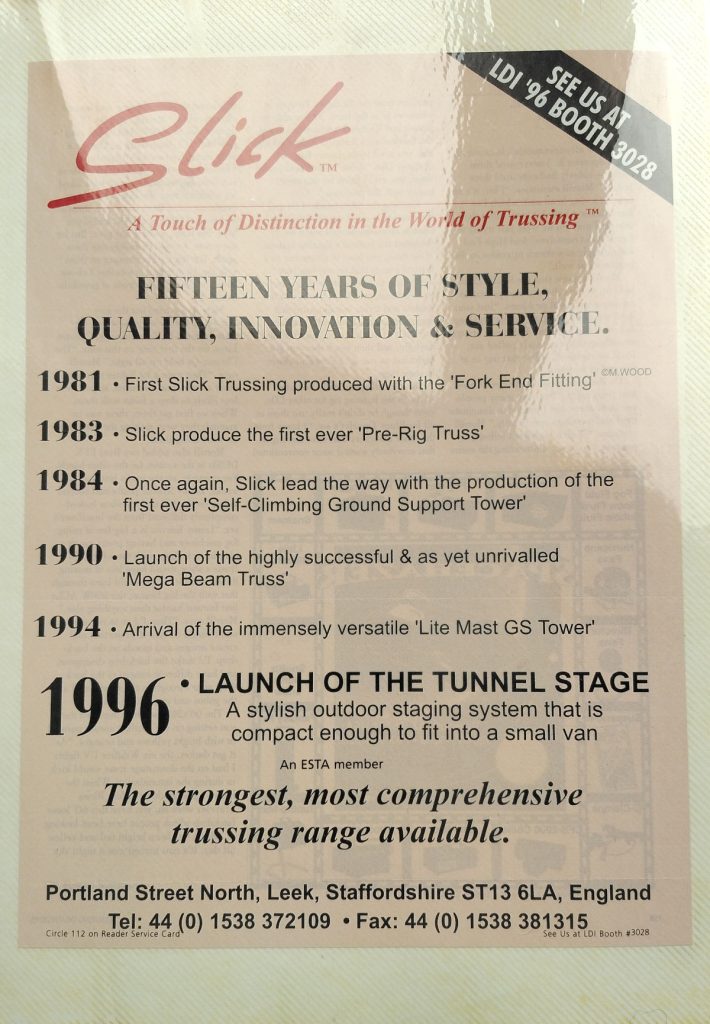 SEE US AT
LDI '96 BOOTH 3028
Slick™
A Touch of Distinction in the World of Trussing ™
FIFTEEN YEARS OF STYLE,
QUALITY, INNOVATION & SERVICE.
1981 • First Slick Trussing produced with the 'Fork End Fitting' ©M.WOOD
1983 • Slick produce the first ever 'Pre-Rig Truss'
1984 • Once again, Slick lead the way with the production of the
first ever 'Self-Climbing Ground Support Tower'
1990 • Launch of the highly successful & as yet unrivalled
'Mega Beam Truss'
1994 • Arrival of the immensely versatile 'Lite Mast GS Tower'
1996 • LAUNCH OF THE TUNNEL STAGE
A stylish outdoor staging system that is
compact enough to fit into a small van
An ESTA member
The strongest, most comprehensive
trussing range available.
Portland Street North, Leek, Staffordshire ST13 6LA, England
Tel: 44 (0) 1538 372109 • Fax: 44 (0) 1538 381315
Circle 112 on Reader Service Card
See Us at LDI Booth #3028